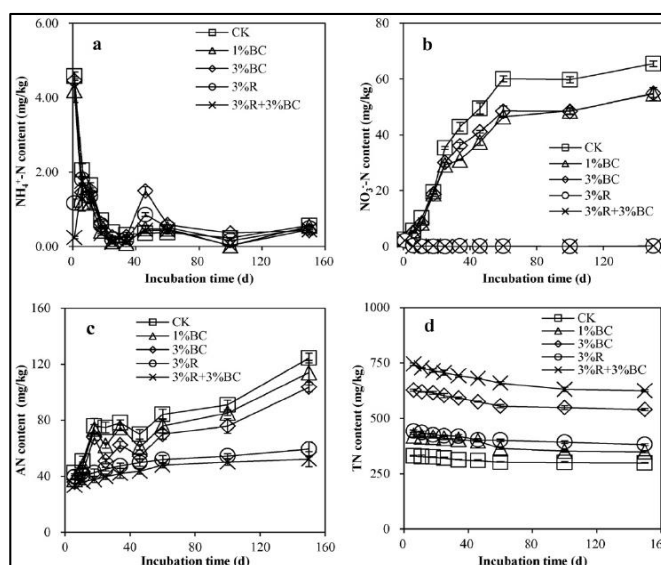 a
CK
1%BC
3%BC
3%R
3%R+3%BC
NH₄⁺-N content (mg/kg)
6.00
4.00
2.00
0.00
0 40 80 120 160
Incubation time (d)
b
CK
1%BC
3%BC
3%R
3%R+3%BC
NO₃⁻-N content (mg/kg)
80
60
40
20
0
0 40 80 120 160
Incubation time (d)
c
CK
1%BC
3%BC
3%R
3%R+3%BC
AN content (mg/kg)
160
120
80
40
0
0 40 80 120 160
Incubation time (d)
d
CK
1%BC
3%BC
3%R
3%R+3%BC
TN content (mg/kg)
1000
750
500
250
0
0 40 80 120 16
Incubation time (d)